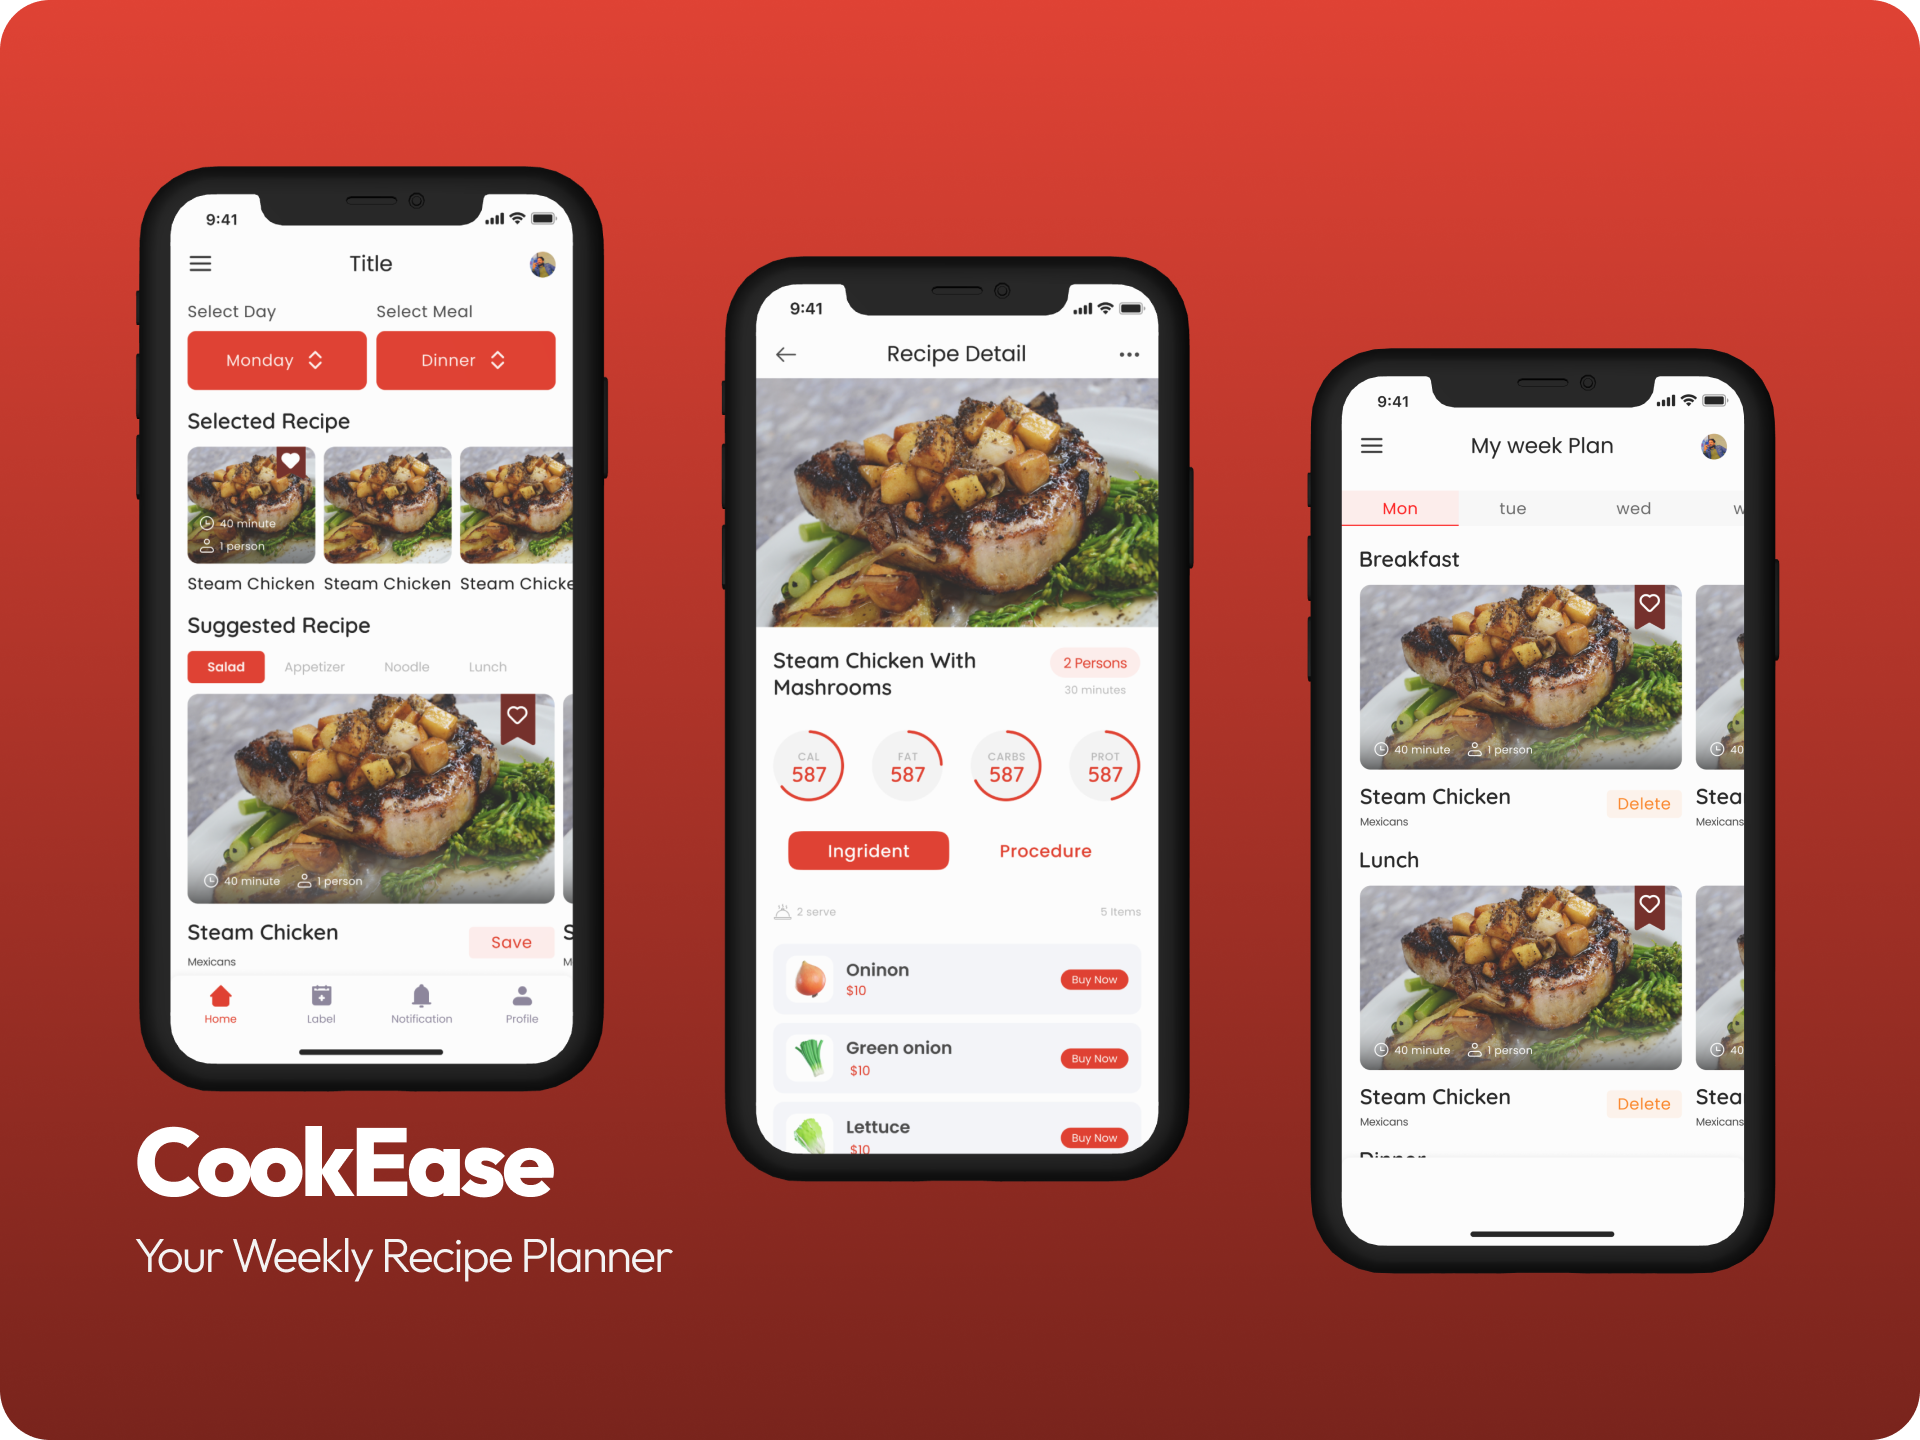 9:41
Title
Select Day Select Meal
Monday Dinner
Selected Recipe
40 minute
1 person
Steam Chicken Steam Chicken Steam Chicke
Suggested Recipe
Salad Appetizer Noodle Lunch
40 minute 1 person
Steam Chicken Save S
Mexicans M
Home Label Notification Profile
CookEase
Your Weekly Recipe Planner
9:41
Recipe Detail
Steam Chicken With
Mashrooms
2 Persons
30 minutes
CAL FAT CARBS PROT
587 587 587 587
Ingrident Procedure
2 serve 5 Items
Oninon
$10
Buy Now
Green onion
$10
Buy Now
Lettuce
$10
Buy Now
9:41
My week Plan
Mon tue wed w
Breakfast
40 minute 1 person 40
Steam Chicken Delete Stea
Mexicans Mexicans
Lunch
40 minute 1 person 40
Steam Chicken Delete Stea
Mexicans Mexicans
Dinner